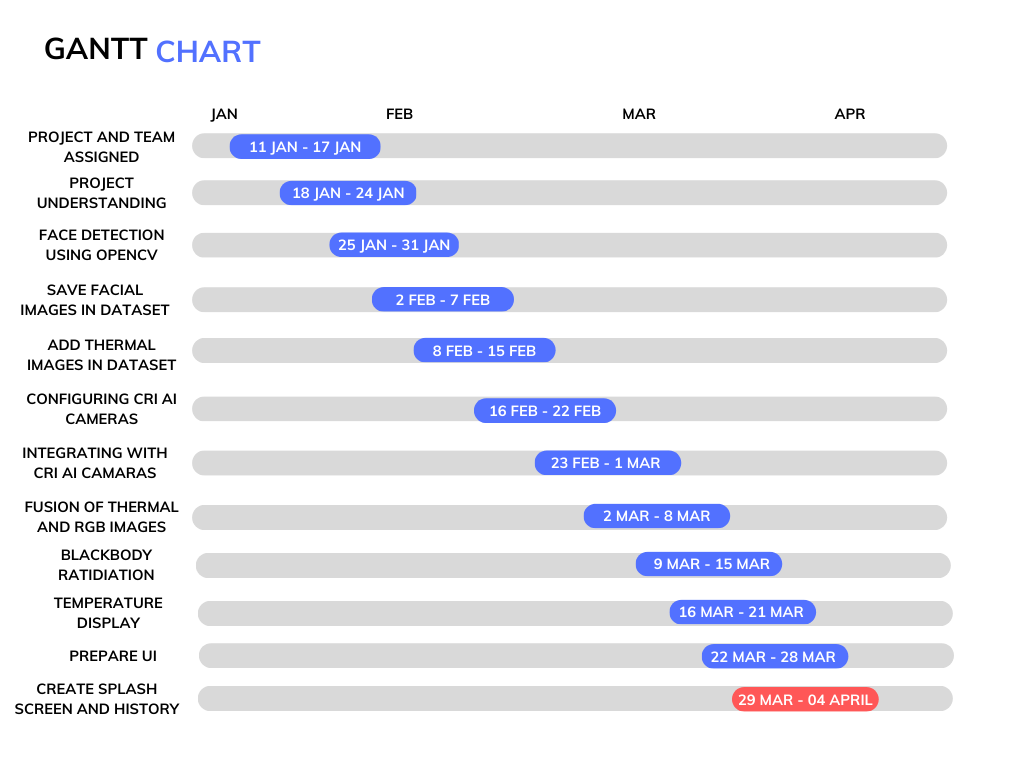 GANTT CHART
JAN FEB MAR APR
PROJECT AND TEAM
ASSIGNED
11 JAN - 17 JAN
PROJECT
UNDERSTANDING
18 JAN - 24 JAN
FACE DETECTION
USING OPENCV
25 JAN - 31 JAN
SAVE FACIAL
IMAGES IN DATASET
2 FEB - 7 FEB
ADD THERMAL
IMAGES IN DATASET
8 FEB - 15 FEB
CONFIGURING CRI AI
CAMERAS
16 FEB - 22 FEB
INTEGRATING WITH
CRI AI CAMARAS
23 FEB - 1 MAR
FUSION OF THERMAL
AND RGB IMAGES
2 MAR - 8 MAR
BLACKBODY
RATIDIATION
9 MAR - 15 MAR
TEMPERATURE
DISPLAY
16 MAR - 21 MAR
PREPARE UI
22 MAR - 28 MAR
CREATE SPLASH
SCREEN AND HISTORY
29 MAR - 04 APRIL